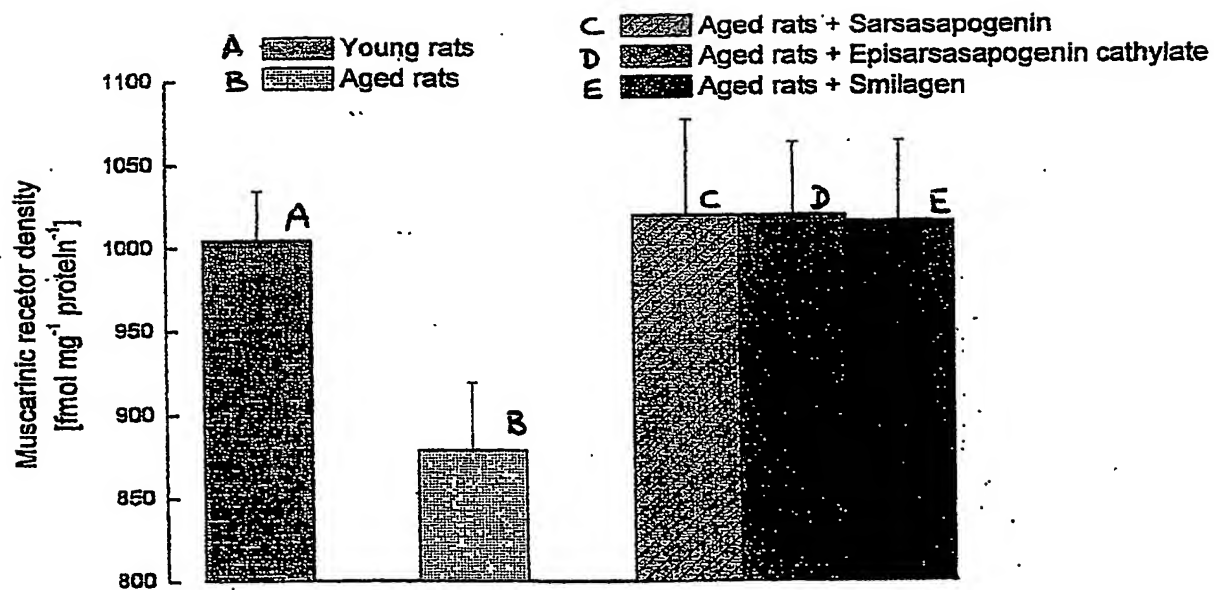 A Young rats
B Aged rats
C Aged rats + Sarsasapogenin
D Aged rats + Episarsasapogenin cathylate
E Aged rats + Smilagen
Muscarinic recetor density
[fmol mg⁻¹ protein⁻¹]
1100
1050
1000
950
900
850
800
A
B
C
D
E